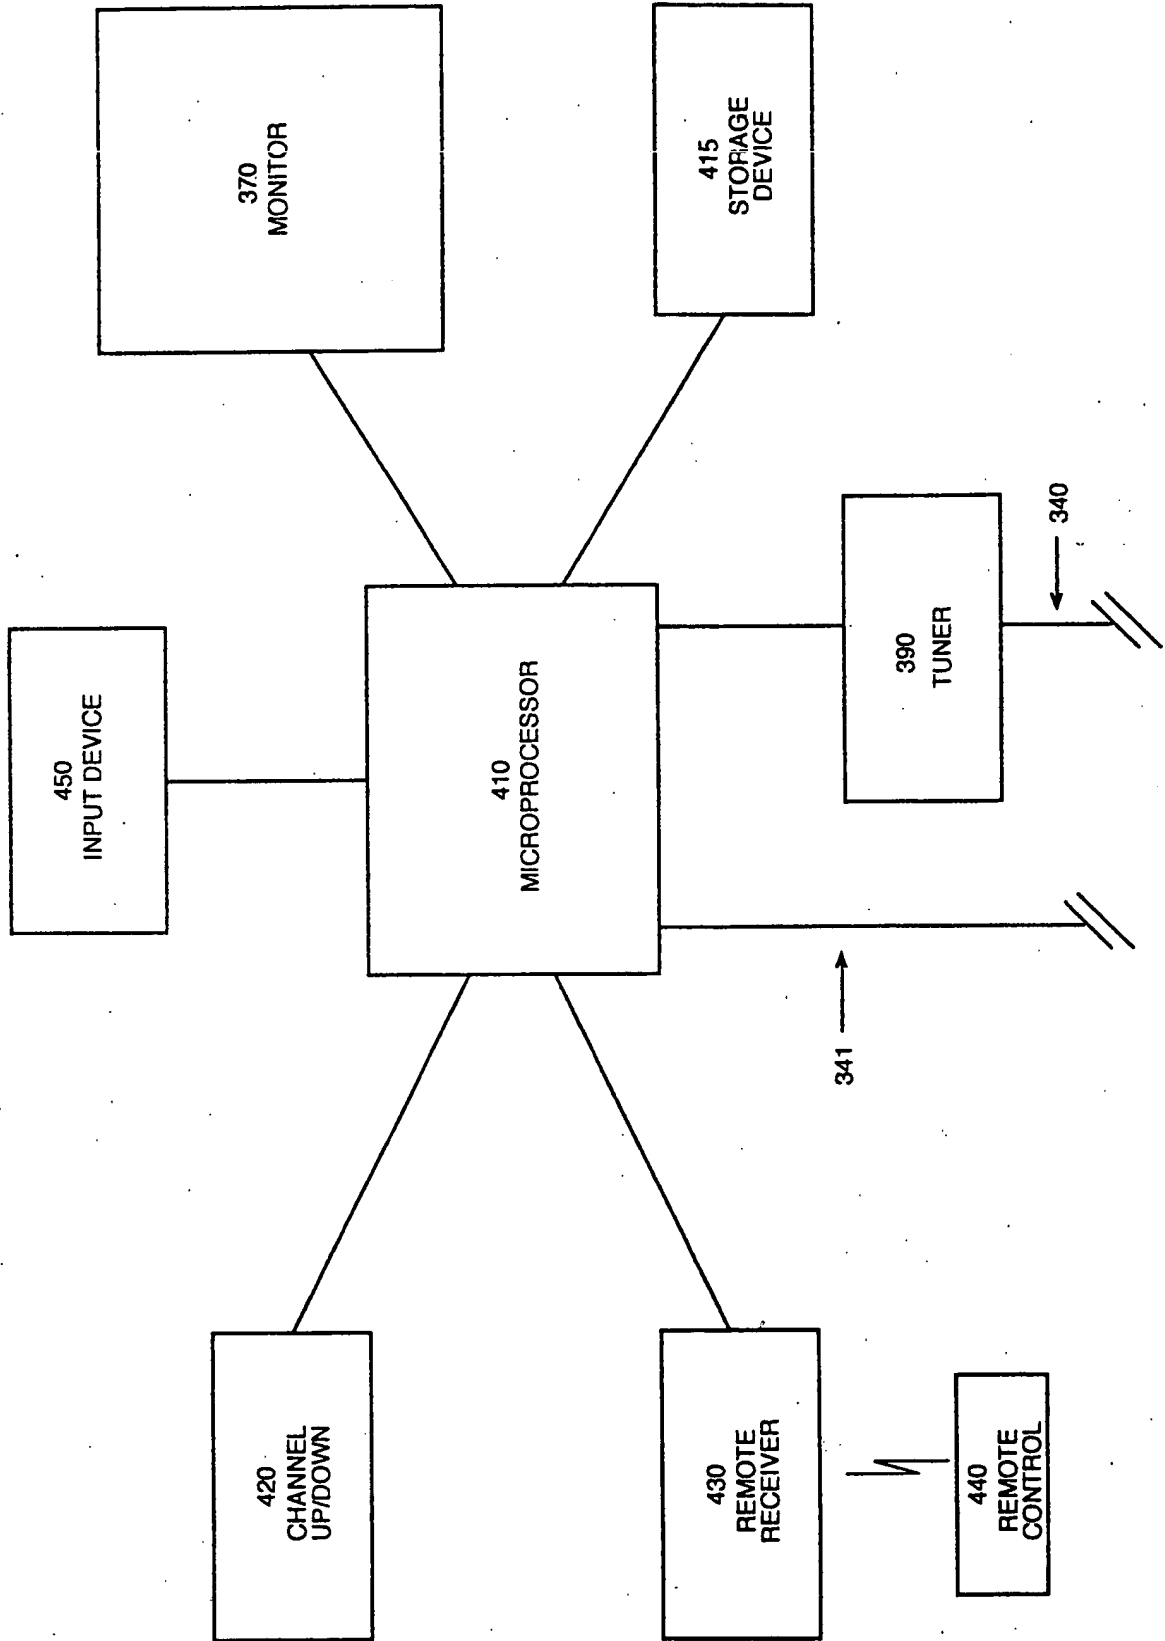 450
INPUT DEVICE
370
MONITOR
420
CHANNEL
UP/DOWN
410
MICROPROCESSOR
415
STORAGE
DEVICE
430
REMOTE
RECEIVER
440
REMOTE
CONTROL
341
390
TUNER
340